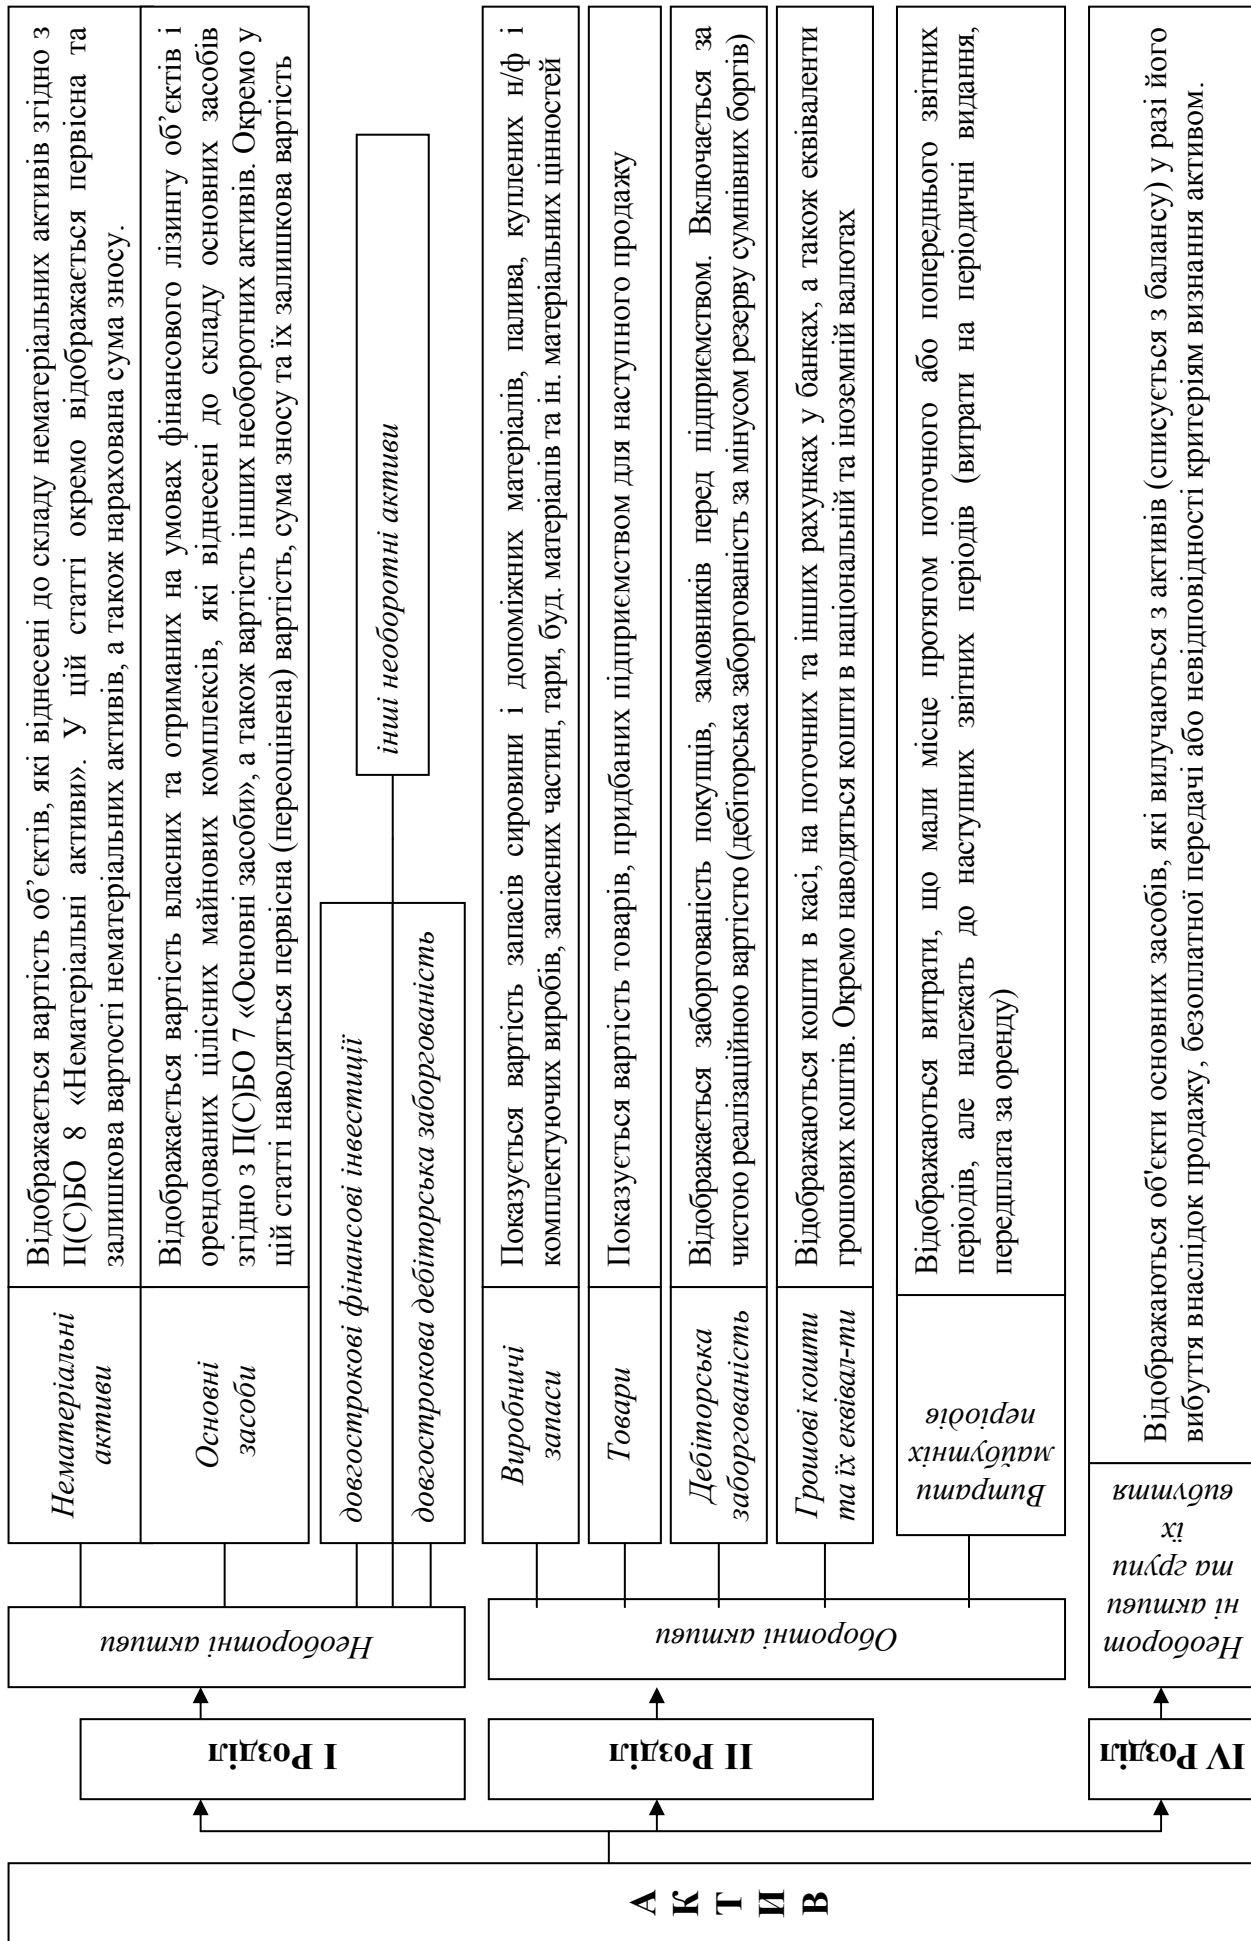 А
К
Т
И
В
І Розділ
Необоротні активи
Нематеріальні
активи
Відображається вартість об’єктів, які віднесені до складу нематеріальних активів згідно з
П(С)БО 8 «Нематеріальні активи». У цій статті окремо відображається первісна та
залишкова вартості нематеріальних активів, а також нарахована сума зносу.
Основні
засоби
Відображається вартість власних та отриманих на умовах фінансового лізингу об’єктів і
орендованих цілісних майнових комплексів, які віднесені до складу основних засобів
згідно з П(С)БО 7 «Основні засоби», а також вартість інших необоротних активів. Окремо у
цій статті наводяться первісна (переоцінена) вартість, сума зносу та їх залишкова вартість
довгострокові фінансові інвестиції
інші необоротні активи
довгострокова дебіторська заборгованість
ІІ Розділ
Оборотні активи
Виробничі
запаси
Показується вартість запасів сировини і допоміжних матеріалів, палива, куплених н/ф і
комплектуючих виробів, запасних частин, тари, буд. матеріалів та ін. матеріальних цінностей
Товари
Показується вартість товарів, придбаних підприємством для наступного продажу
Дебіторська
заборгованість
Відображається заборгованість покупців, замовників перед підприємством. Включається за
чистою реалізаційною вартістю (дебіторська заборгованість за мінусом резерву сумнівних боргів)
Грошові кошти
та їх еквівал-ти
Відображаються кошти в касі, на поточних та інших рахунках у банках, а також еквіваленти
грошових коштів. Окремо наводяться кошти в національній та іноземній валютах
Витрати
майбутніх
періодів
Відображаються витрати, що мали місце протягом поточного або попереднього звітних
періодів, але належать до наступних звітних періодів (витрати на періодичні видання,
передплата за оренду)
IV Розділ
Необорот
ні активи
та групи
їх
вибуття
Відображаються об'єкти основних засобів, які вилучаються з активів (списується з балансу) у разі його
вибуття внаслідок продажу, безоплатної передачі або невідповідності критеріям визнання активом.